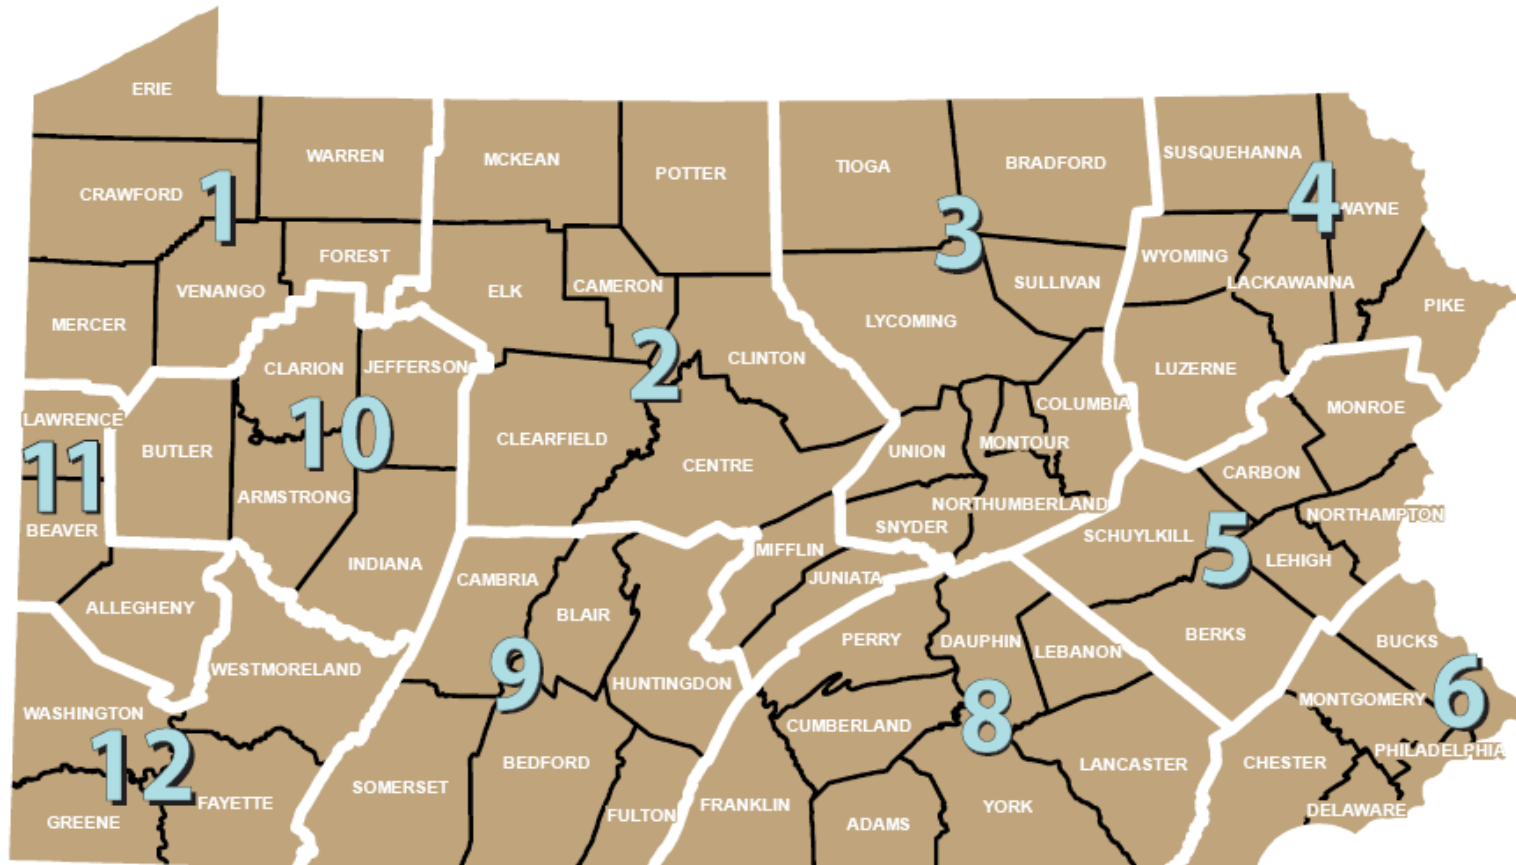 ERIE
WARREN
MCKEAN
POTTER
TIOGA
BRADFORD
SUSQUEHANNA
CRAWFORD
1
3
4
WAYNE
FOREST
WYOMING
VENANGO
ELK
CAMERON
SULLIVAN
LACKAWANNA
MERCER
LYCOMING
PIKE
CLARION
JEFFERSON
2
CLINTON
LUZERNE
LAWRENCE
COLUMBIA
MONROE
10
11
BUTLER
CLEARFIELD
CENTRE
UNION
MONTOUR
CARBON
ARMSTRONG
NORTHUMBERLAND
NORTHAMPTON
BEAVER
SNYDER
SCHUYLKILL
5
INDIANA
MIFFLIN
LEHIGH
CAMBRIA
JUNIATA
ALLEGHENY
BLAIR
PERRY
DAUPHIN
LEBANON
BERKS
BUCKS
WESTMORELAND
9
HUNTINGDON
WASHINGTON
CUMBERLAND
8
MONTGOMERY
6
12
BEDFORD
LANCASTER
CHESTER
PHILADELPHIA
FAYETTE
SOMERSET
FRANKLIN
YORK
GREENE
FULTON
ADAMS
DELAWARE